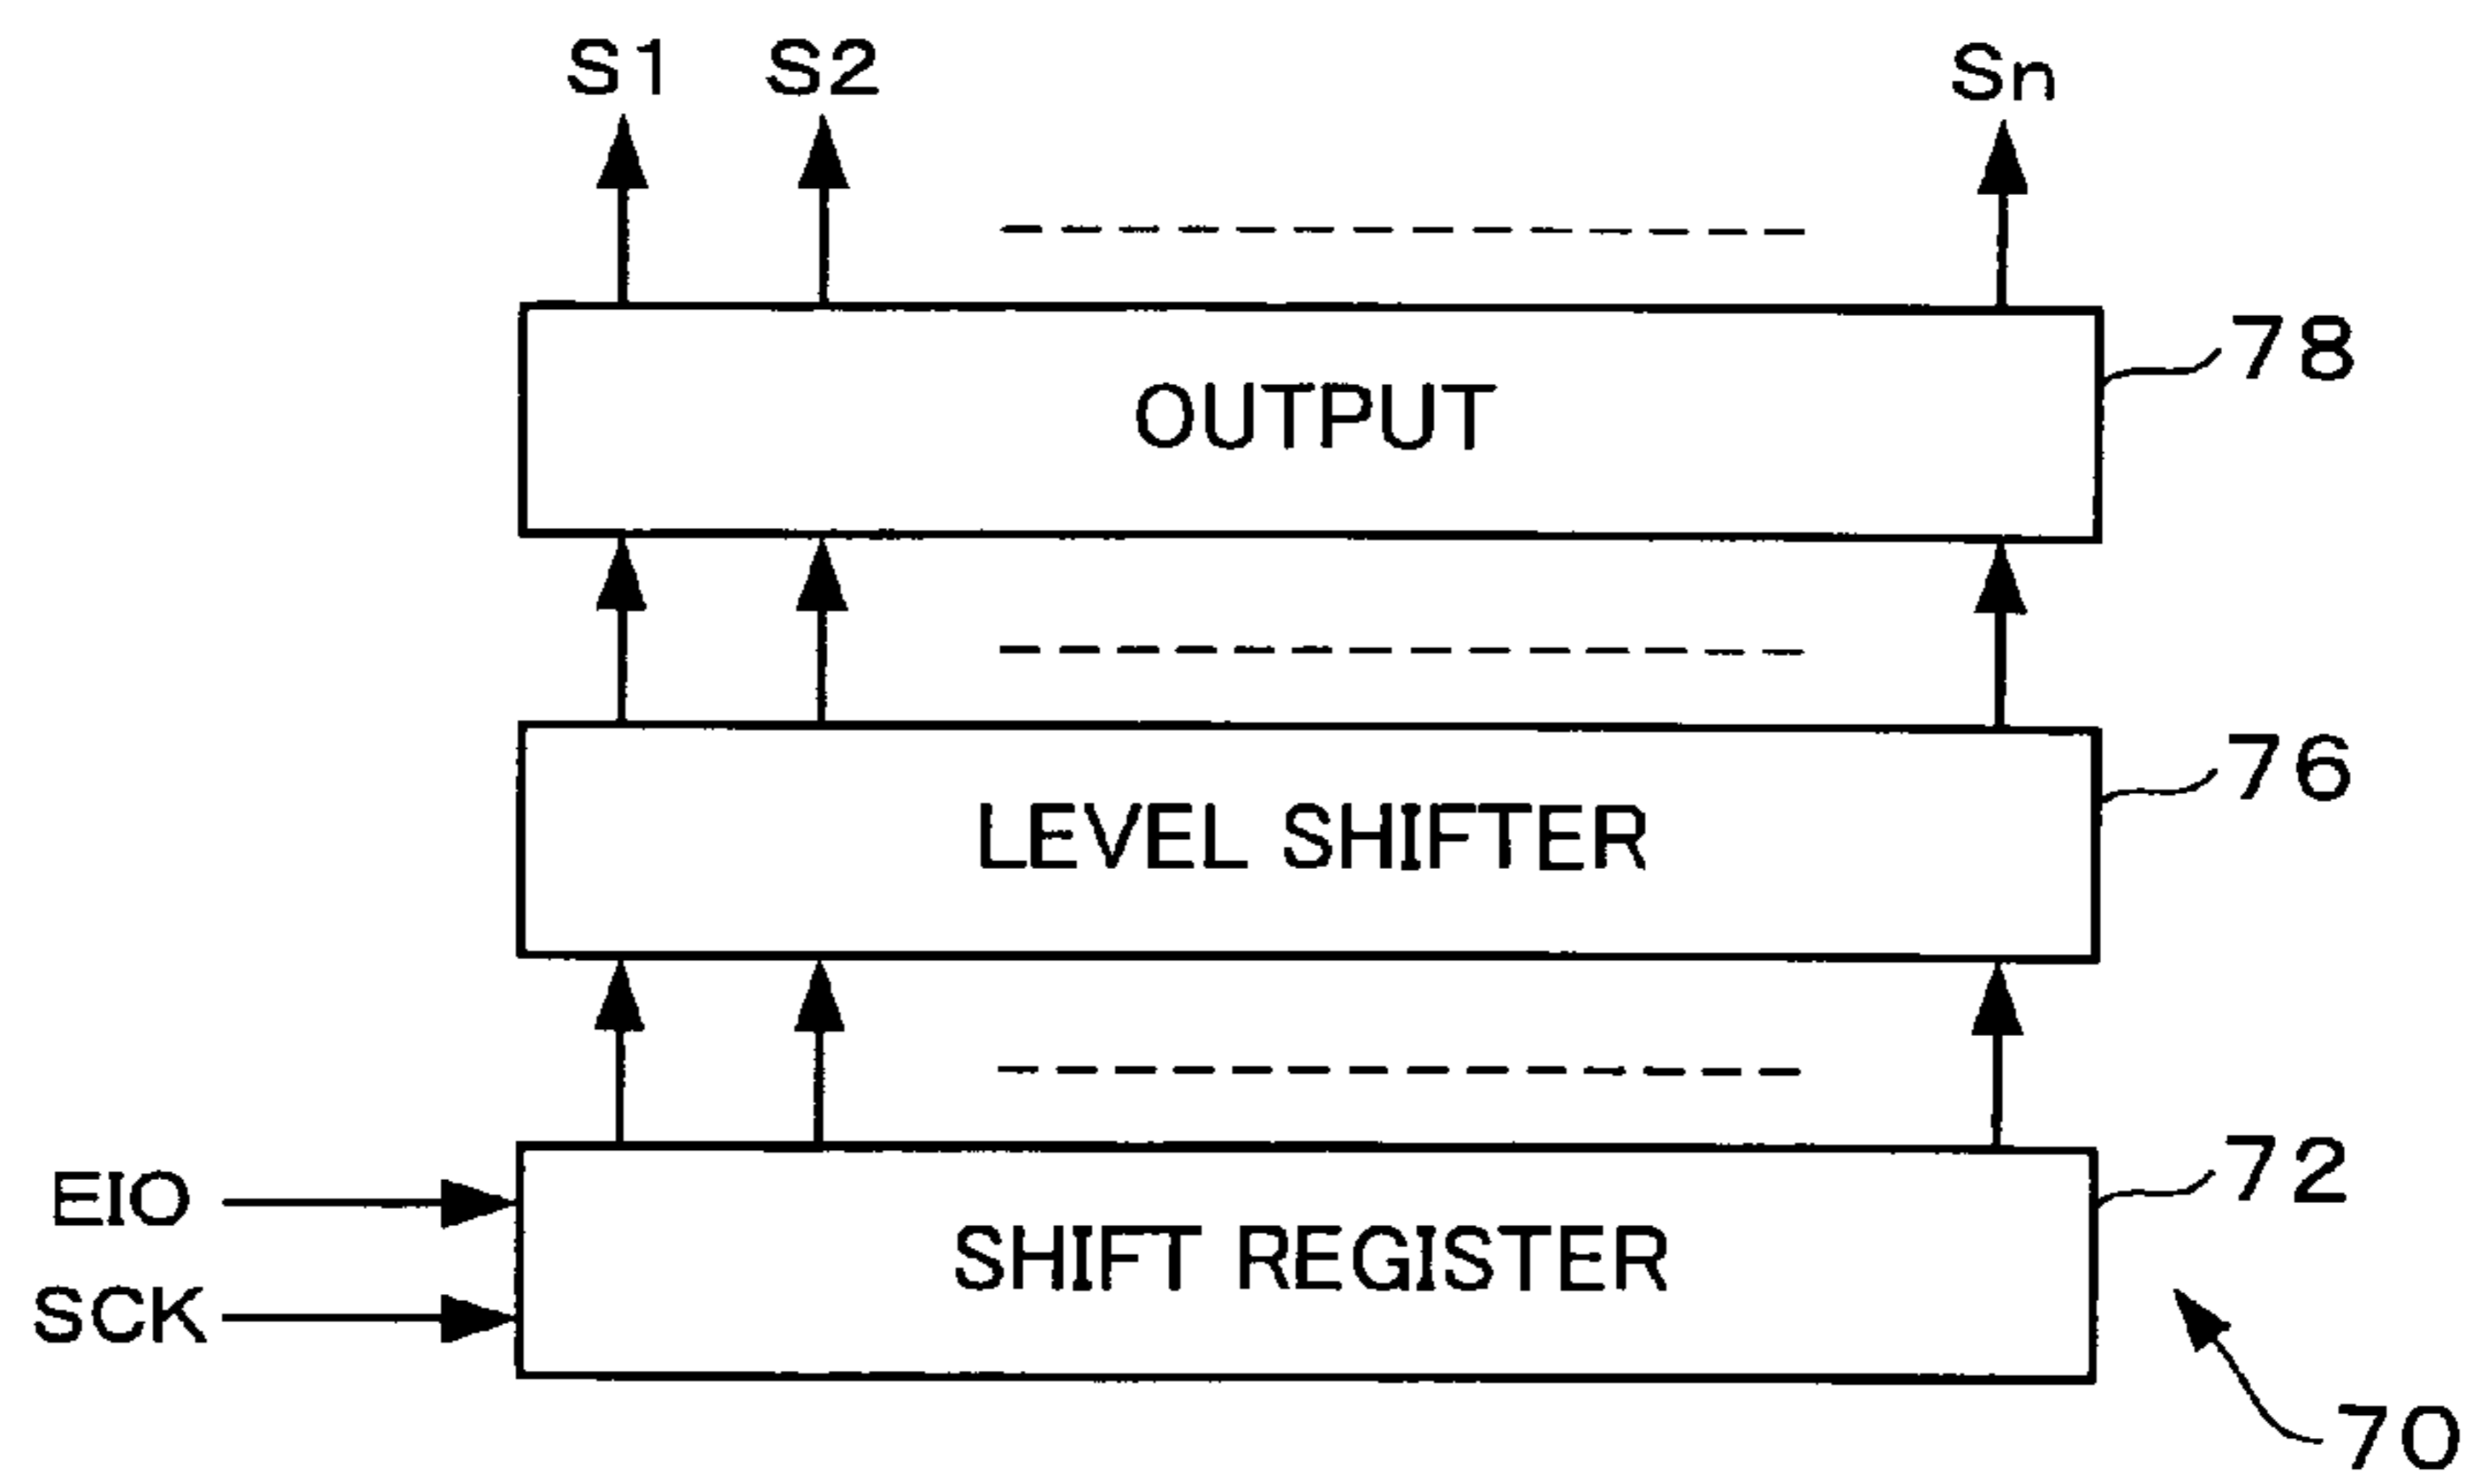 S1 S2 Sn
78
OUTPUT
76
LEVEL SHIFTER
72
EIO
SHIFT REGISTER
SCK
70